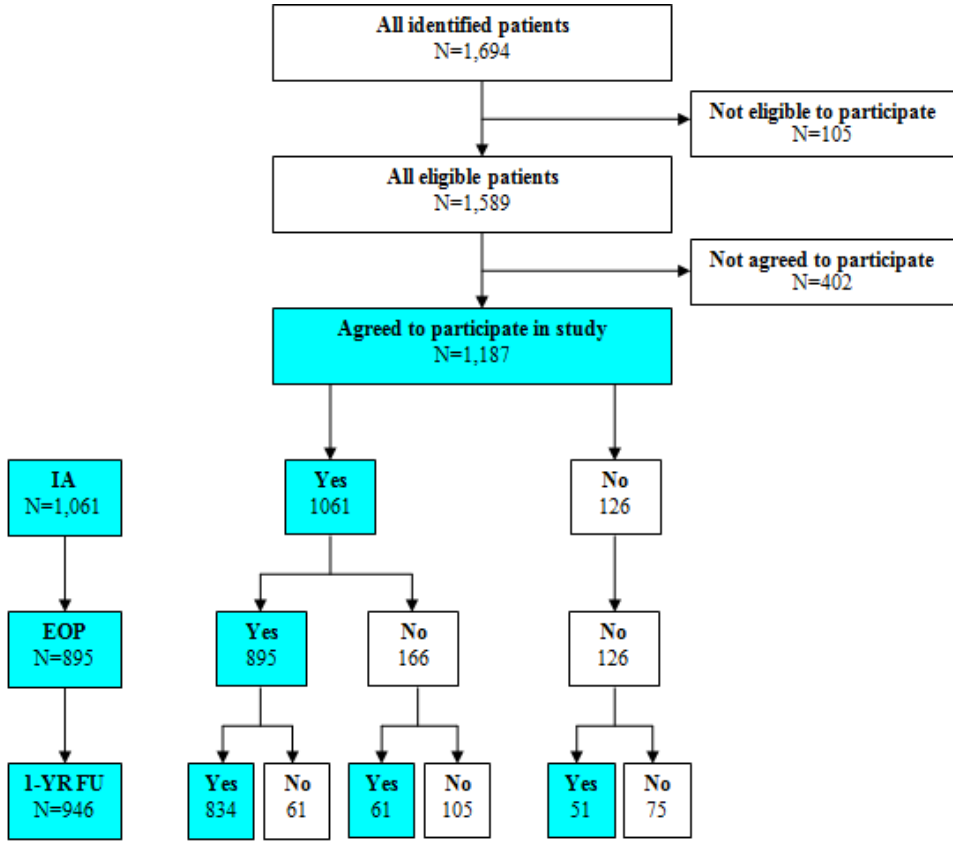 All identified patients
N=1,694
Not eligible to participate
N=105
All eligible patients
N=1,589
Not agreed to participate
N=402
Agreed to participate in study
N=1,187
IA
N=1,061
Yes
1061
No
126
EOP
N=895
Yes
895
No
166
No
126
1-YR FU
N=946
Yes
834
No
61
Yes
61
No
105
Yes
51
No
75